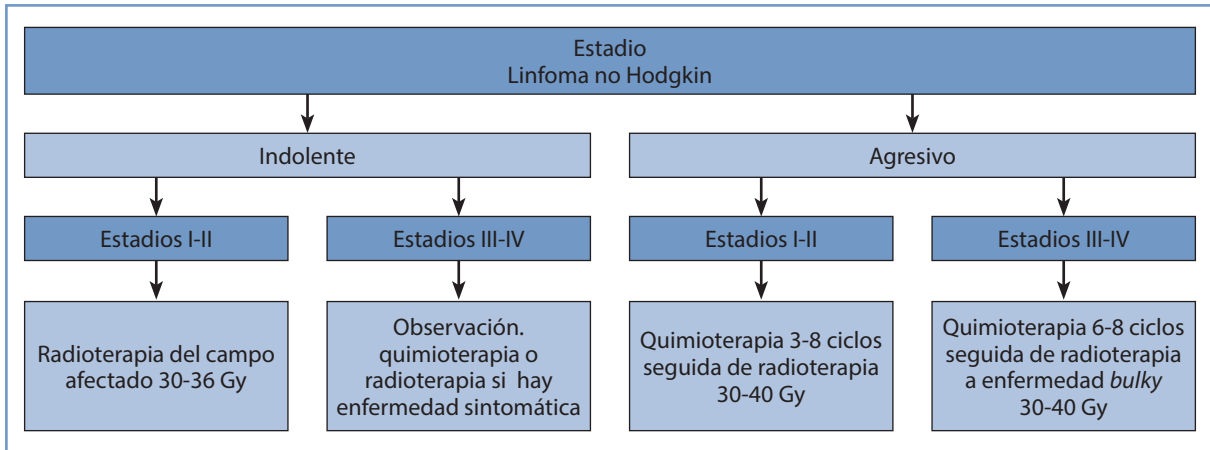 Estadio
Linfoma no Hodgkin
Indolente
Agresivo
Estadios I-II
Estadios III-IV
Estadios I-II
Estadios III-IV
Radioterapia del campo
afectado 30-36 Gy
Observación.
quimioterapia o
radioterapia si hay
enfermedad sintomática
Quimioterapia 3-8 ciclos
seguida de radioterapia
30-40 Gy
Quimioterapia 6-8 ciclos
seguida de radioterapia
a enfermedad bulky
30-40 Gy